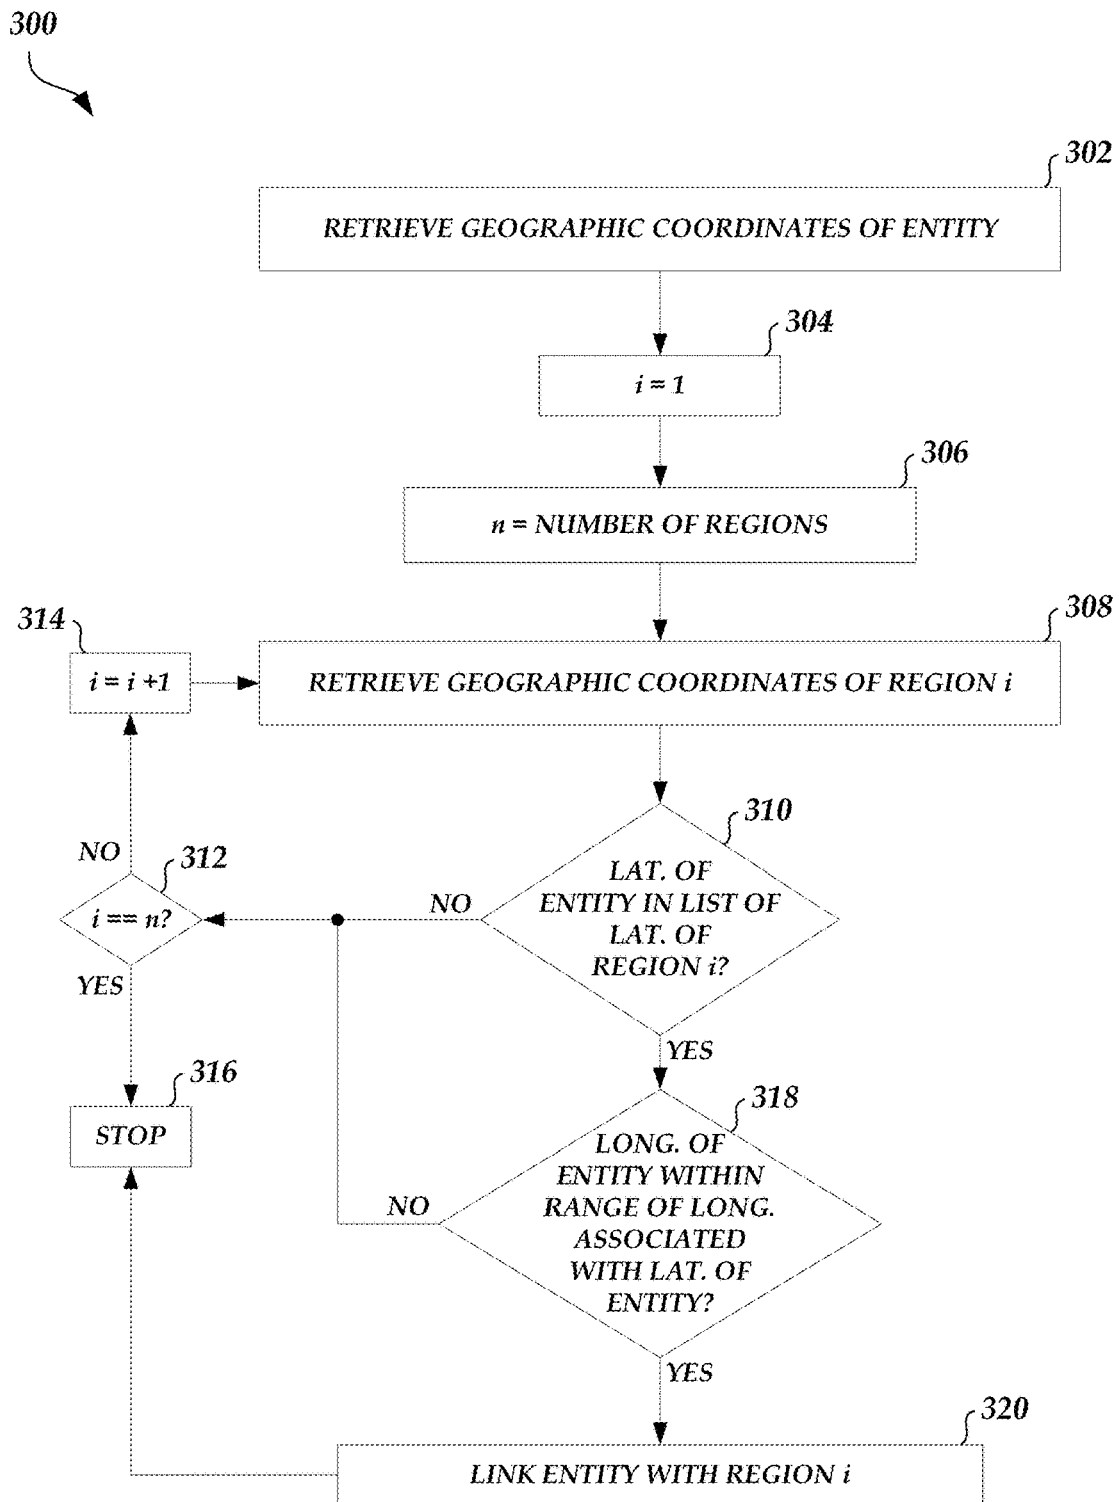 300
302
RETRIEVE GEOGRAPHIC COORDINATES OF ENTITY
304
i = 1
306
n = NUMBER OF REGIONS
314
308
i = i +1
RETRIEVE GEOGRAPHIC COORDINATES OF REGION i
310
NO
312
LAT. OF
ENTITY IN LIST OF
LAT. OF
REGION i?
NO
i == n?
YES
YES
316
STOP
318
LONG. OF
ENTITY WITHIN
RANGE OF LONG.
ASSOCIATED
WITH LAT. OF
ENTITY?
NO
YES
320
LINK ENTITY WITH REGION i